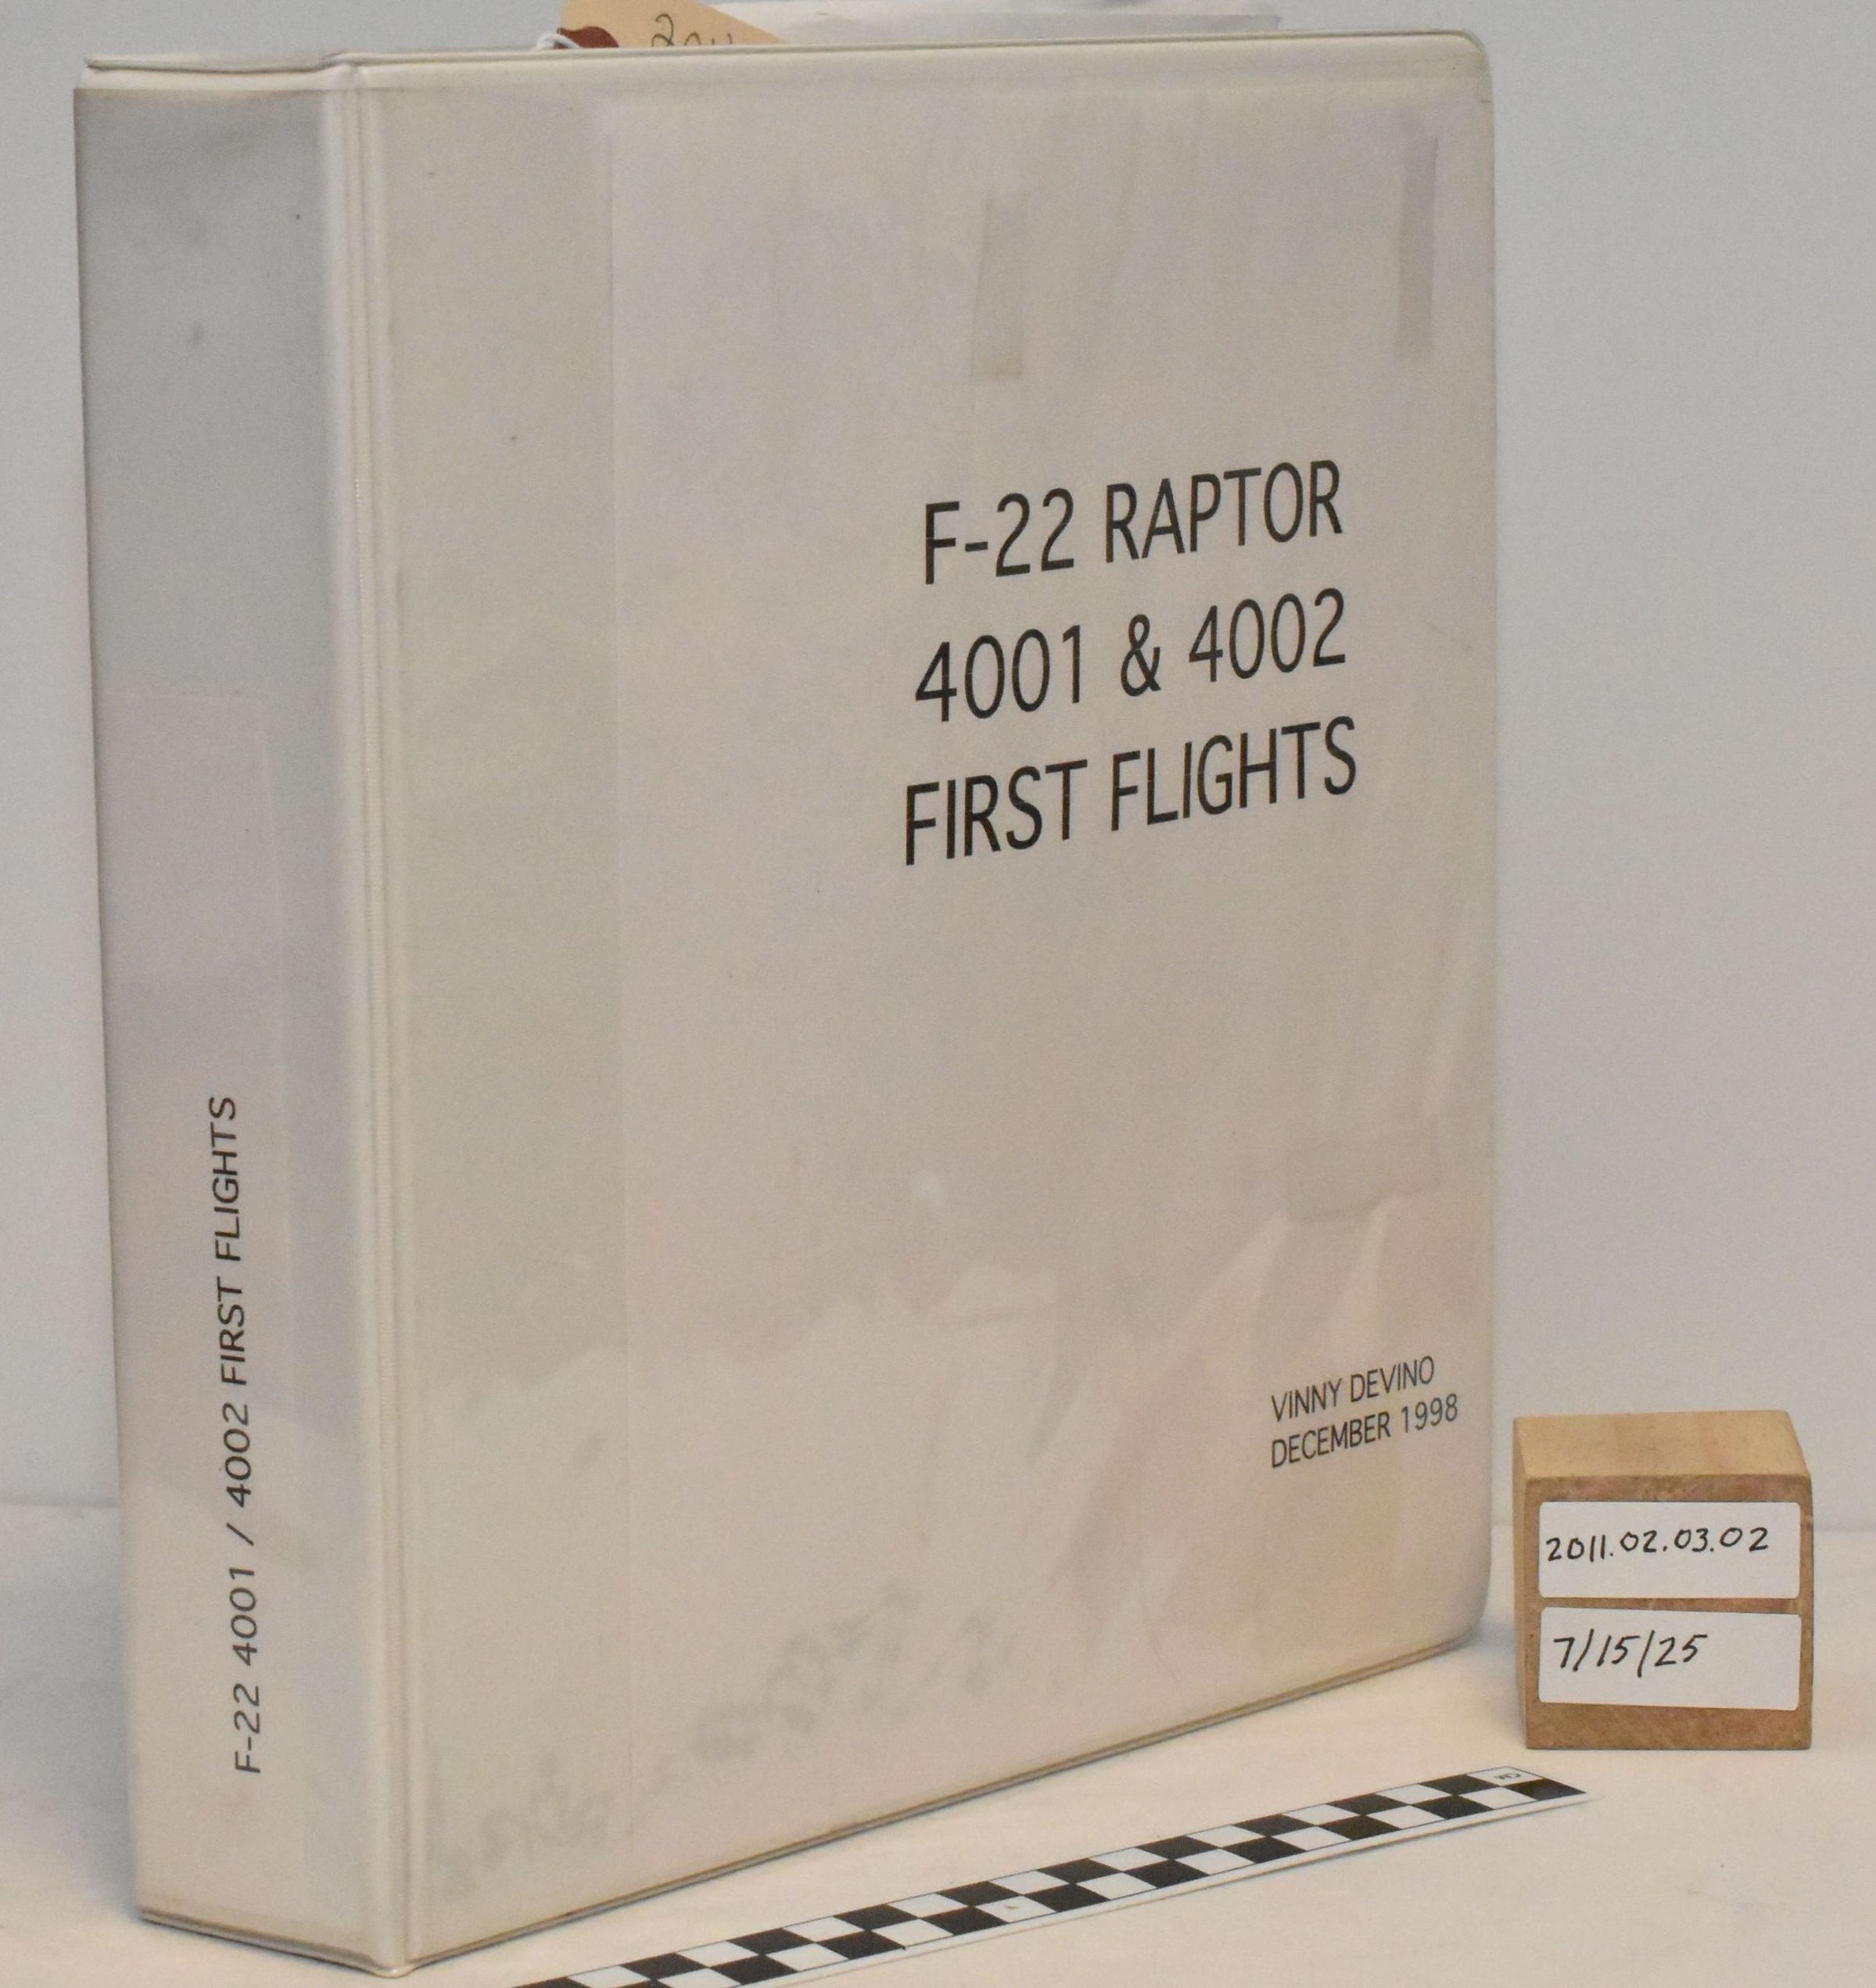 F-22 4001 / 4002 FIRST FLIGHTS
F-22 RAPTOR
4001 & 4002
FIRST FLIGHTS
VINNY DEVINO
DECEMBER 1998
2011.02.03.02
7/15/25
CM